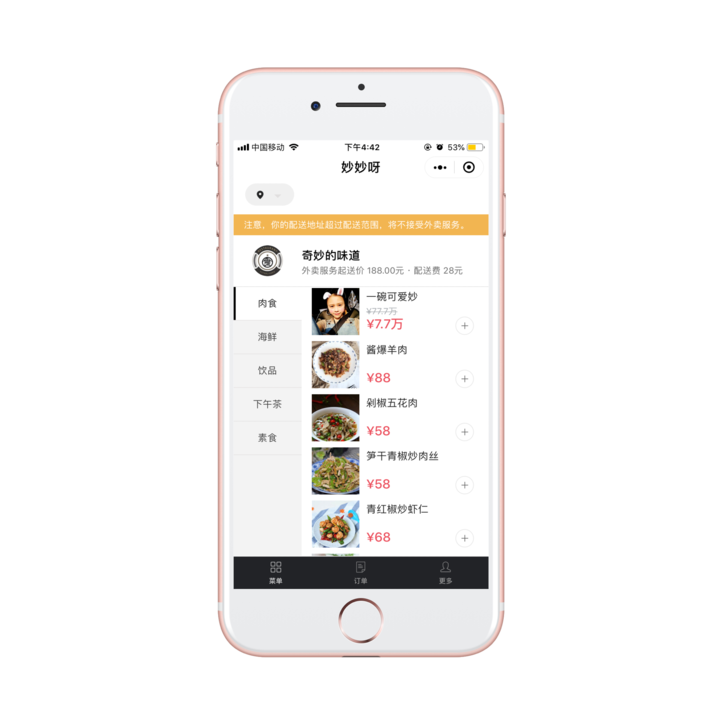 中国移动
下午4:42
53%
妙妙呀
注意,你的配送地址超过配送范围,将不接受外卖服务。
奇妙的味道
外卖服务起送价 188.00元 · 配送费 28元
肉食
海鲜
饮品
下午茶
素食
一碗可爱妙
¥77.7万
¥7.7万
酱爆羊肉
¥88
剁椒五花肉
¥58
笋干青椒炒肉丝
¥58
青红椒炒虾仁
¥68
菜单
订单
更多